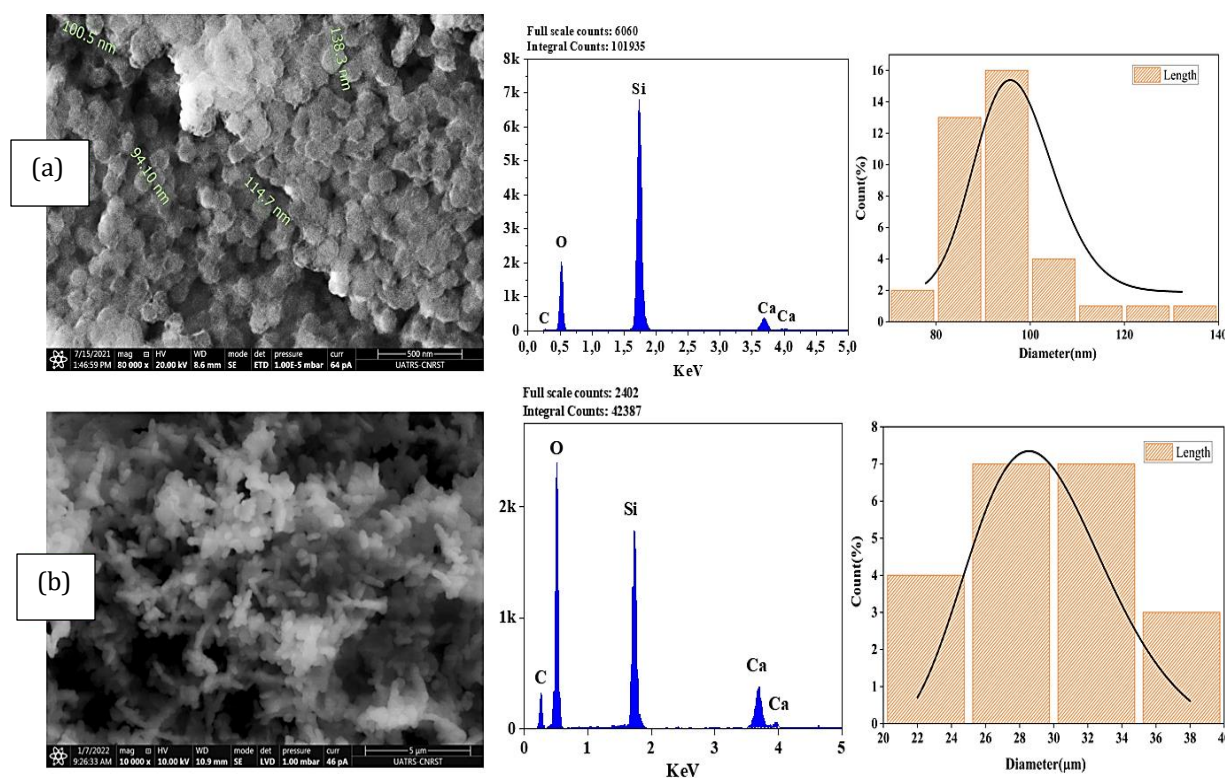 (a)
100.5 nm
138.3 nm
94.10 nm
114.7 nm
7/15/2021 mag HV WD mode det pressure curr 500 nm
1:46:59 PM 80 000 x 20.00 kV 8.6 mm SE ETD 1.00E-5 mbar 64 pA UATRS-CNRST
Full scale counts: 6060
Integral Counts: 101935
8k
7k
6k
5k
4k
3k
2k
1k
0
Si
O
C
Ca
Ca
0,0 0,5 1,0 1,5 2,0 2,5 3,0 3,5 4,0 4,5 5,0
KeV
Length
Count(%)
16
14
12
10
8
6
4
2
0
80 100 120 140
Diameter(nm)
(b)
1/7/2022 mag HV WD mode det pressure curr 5 µm
9:26:33 AM 10 000 x 10.00 kV 10.9 mm SE LVD 1.00 mbar 46 pA UATRS-CNRST
Full scale counts: 2402
Integral Counts: 42387
2k
1k
0
O
Si
C
Ca
Ca
0 1 2 3 4 5
KeV
Length
Count(%)
8
7
6
5
4
3
2
1
0
20 22 24 26 28 30 32 34 36 38 40
Diameter(µm)